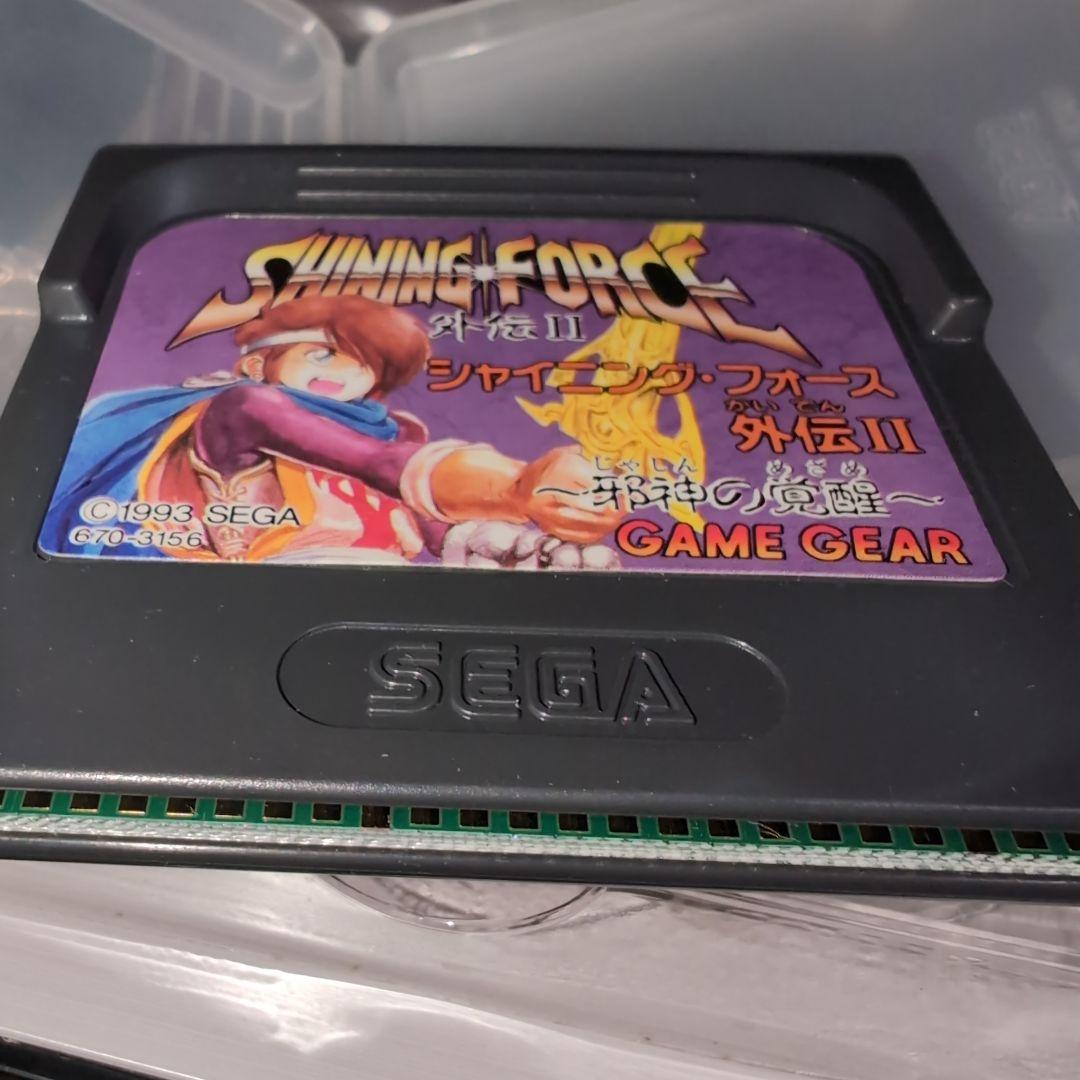 SHINING FORCE
外伝II
シャイニング・フォース
がいでん
外伝II
じゃしん めざめ
～邪神の覚醒～
©1993 SEGA
670-3156
GAME GEAR
SEGA